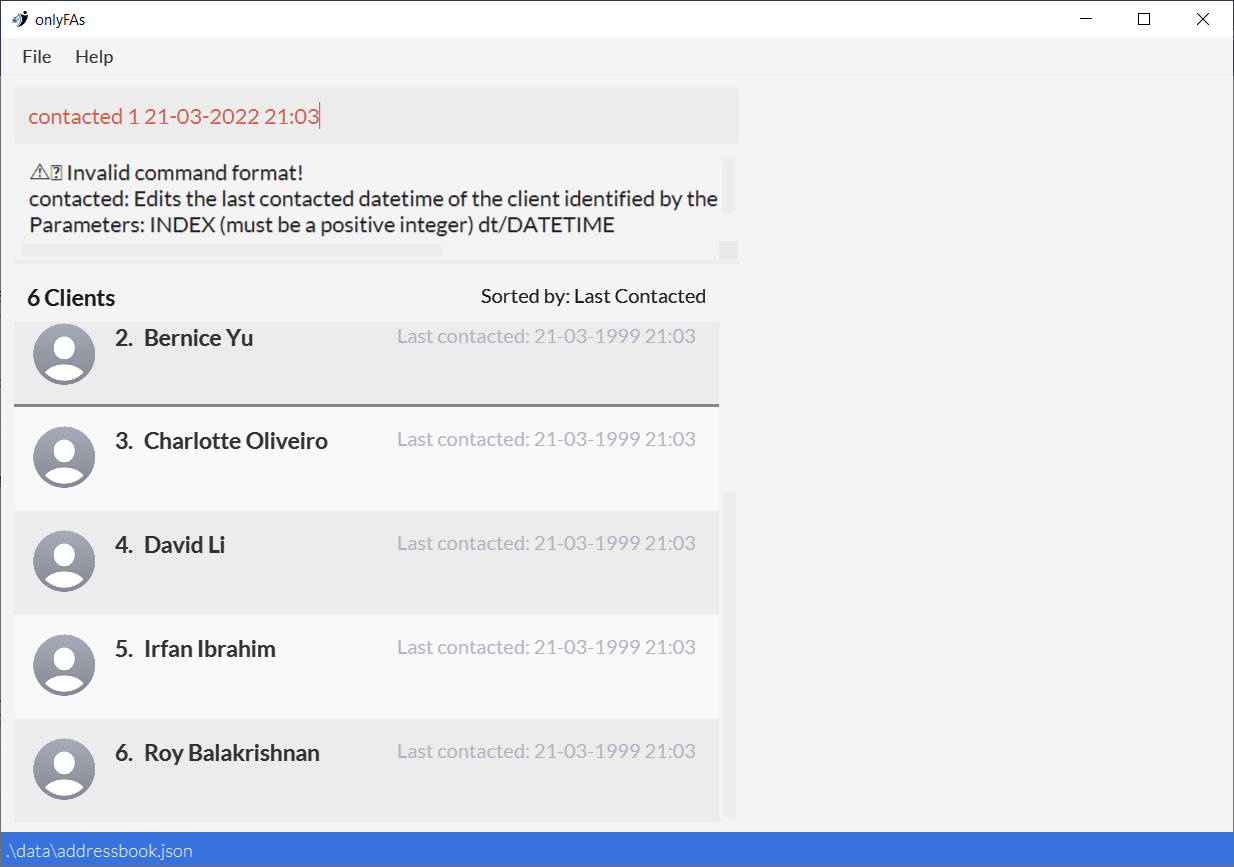 onlyFAs
File Help
contacted 1 21-03-2022 21:03
⚠ Invalid command format!
contacted: Edits the last contacted datetime of the client identified by the
Parameters: INDEX (must be a positive integer) dt/DATETIME
6 Clients Sorted by: Last Contacted
2. Bernice Yu Last contacted: 21-03-1999 21:03
3. Charlotte Oliveiro Last contacted: 21-03-1999 21:03
4. David Li Last contacted: 21-03-1999 21:03
5. Irfan Ibrahim Last contacted: 21-03-1999 21:03
6. Roy Balakrishnan Last contacted: 21-03-1999 21:03
.\data\addressbook.json